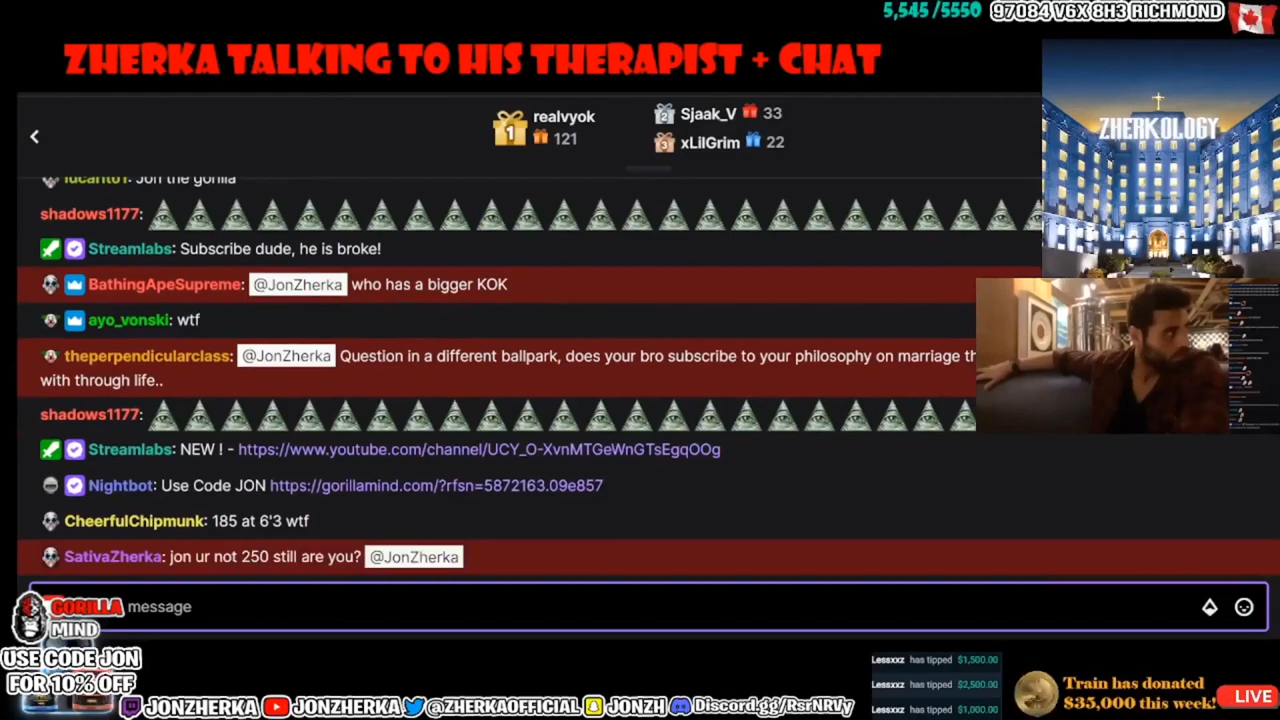 5,545 /5550
97084 V6X 8H3 RICHMOND
ZHERKA TALKING TO HIS THERAPIST + CHAT
1 realvyok
121
2 Sjaak_V 33
3 xLilGrim 22
ZHERKOLOGY
lucarito1: Jon the gorilla
shadows1177:
Streamlabs: Subscribe dude, he is broke!
BathingApeSupreme: @JonZherka who has a bigger KOK
ayo_vonski: wtf
theperpendicularclass: @JonZherka Question in a different ballpark, does your bro subscribe to your philosophy on marriage th
with through life..
shadows1177:
Streamlabs: NEW ! - https://www.youtube.com/channel/UCY_O-XvnMTGeWnGTsEgqOOg
Nightbot: Use Code JON https://gorillamind.com/?rfsn=5872163.09e857
CheerfulChipmunk: 185 at 6'3 wtf
SativaZherka: jon ur not 250 still are you? @JonZherka
message
GORILLA
MIND
USE CODE JON
FOR 10% OFF
Lessxxz has tipped $1,500.00
Lessxxz has tipped $2,500.00
Lessxxz has tipped $1,000.00
Train has donated
$35,000 this week!
LIVE
JONZHERKA JONZHERKA @ZHERKAOFFICIAL JONZH Discord.gg/RsrNRVy